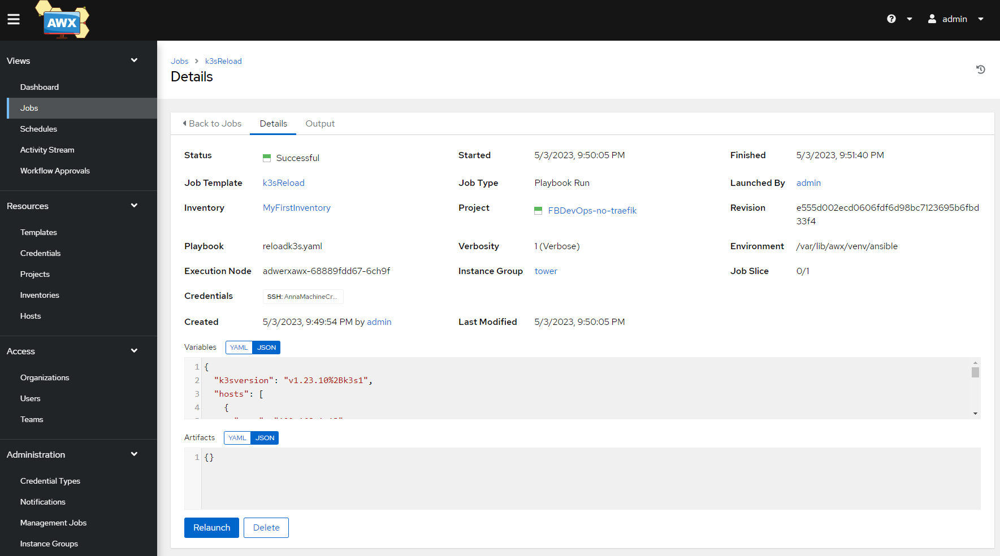 AWX
admin
Views
Dashboard
Jobs
Schedules
Activity Stream
Workflow Approvals
Resources
Templates
Credentials
Projects
Inventories
Hosts
Access
Organizations
Users
Teams
Administration
Credential Types
Notifications
Management Jobs
Instance Groups
Jobs > k3sReload
Details
Back to Jobs Details Output
Status Successful Started 5/3/2023, 9:50:05 PM Finished 5/3/2023, 9:51:40 PM
Job Template k3sReload Job Type Playbook Run Launched By admin
Inventory MyFirstInventory Project FBDevOps-no-traefik Revision e555d002ecd0606fdf6d98bc7123695b6fbd
33f4
Playbook reloadk3s.yaml Verbosity 1 (Verbose) Environment /var/lib/awx/venv/ansible
Execution Node adwerxawx-68889fdd67-6ch9f Instance Group tower Job Slice 0/1
Credentials SSH: AnnaMachineCr...
Created 5/3/2023, 9:49:54 PM by admin Last Modified 5/3/2023, 9:50:05 PM
Variables YAML JSON
1 {
2 "k3sversion": "v1.23.10%2Bk3s1",
3 "hosts": [
4 {
Artifacts YAML JSON
1 {}
Relaunch Delete